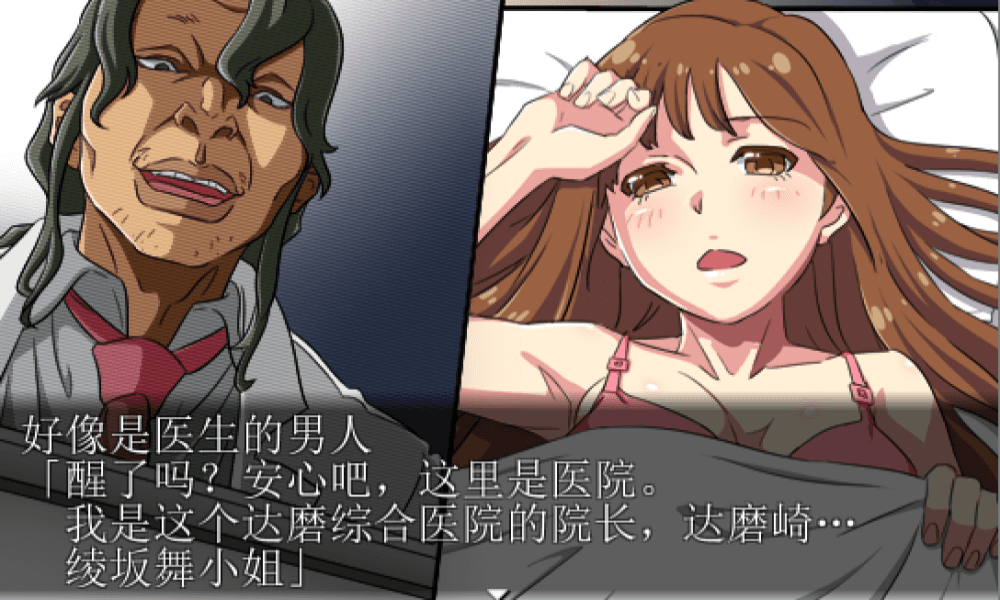 好像是医生的男人
「醒了吗？安心吧，这里是医院。
我是这个达磨综合医院的院长，达磨崎…
绫坂舞小姐」